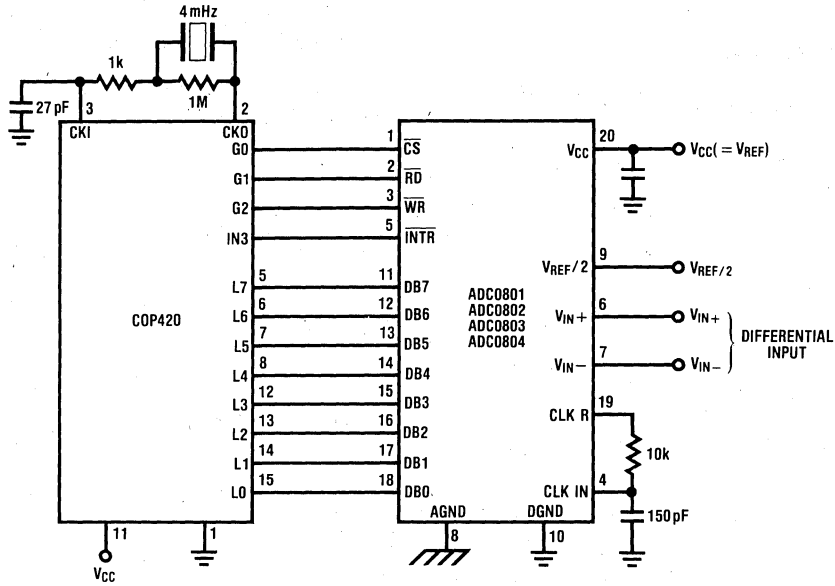 4 mHz
1k
1M
27 pF
3
2
CKI
CKO
G0
1
CS
G1
2
RD
G2
3
WR
IN3
5
INTR
L7
5
11
DB7
L6
6
12
DB6
L5
7
13
DB5
L4
8
14
DB4
L3
12
15
DB3
L2
13
16
DB2
L1
14
17
DB1
L0
15
18
DB0
COP420
11
VCC
1
ADC0801
ADC0802
ADC0803
ADC0804
VCC
20
VCC(= VREF)
VREF/2
9
VREF/2
VIN+
6
VIN+
VIN−
7
VIN−
DIFFERENTIAL
INPUT
CLK R
19
10k
CLK IN
4
150 pF
AGND
8
DGND
10